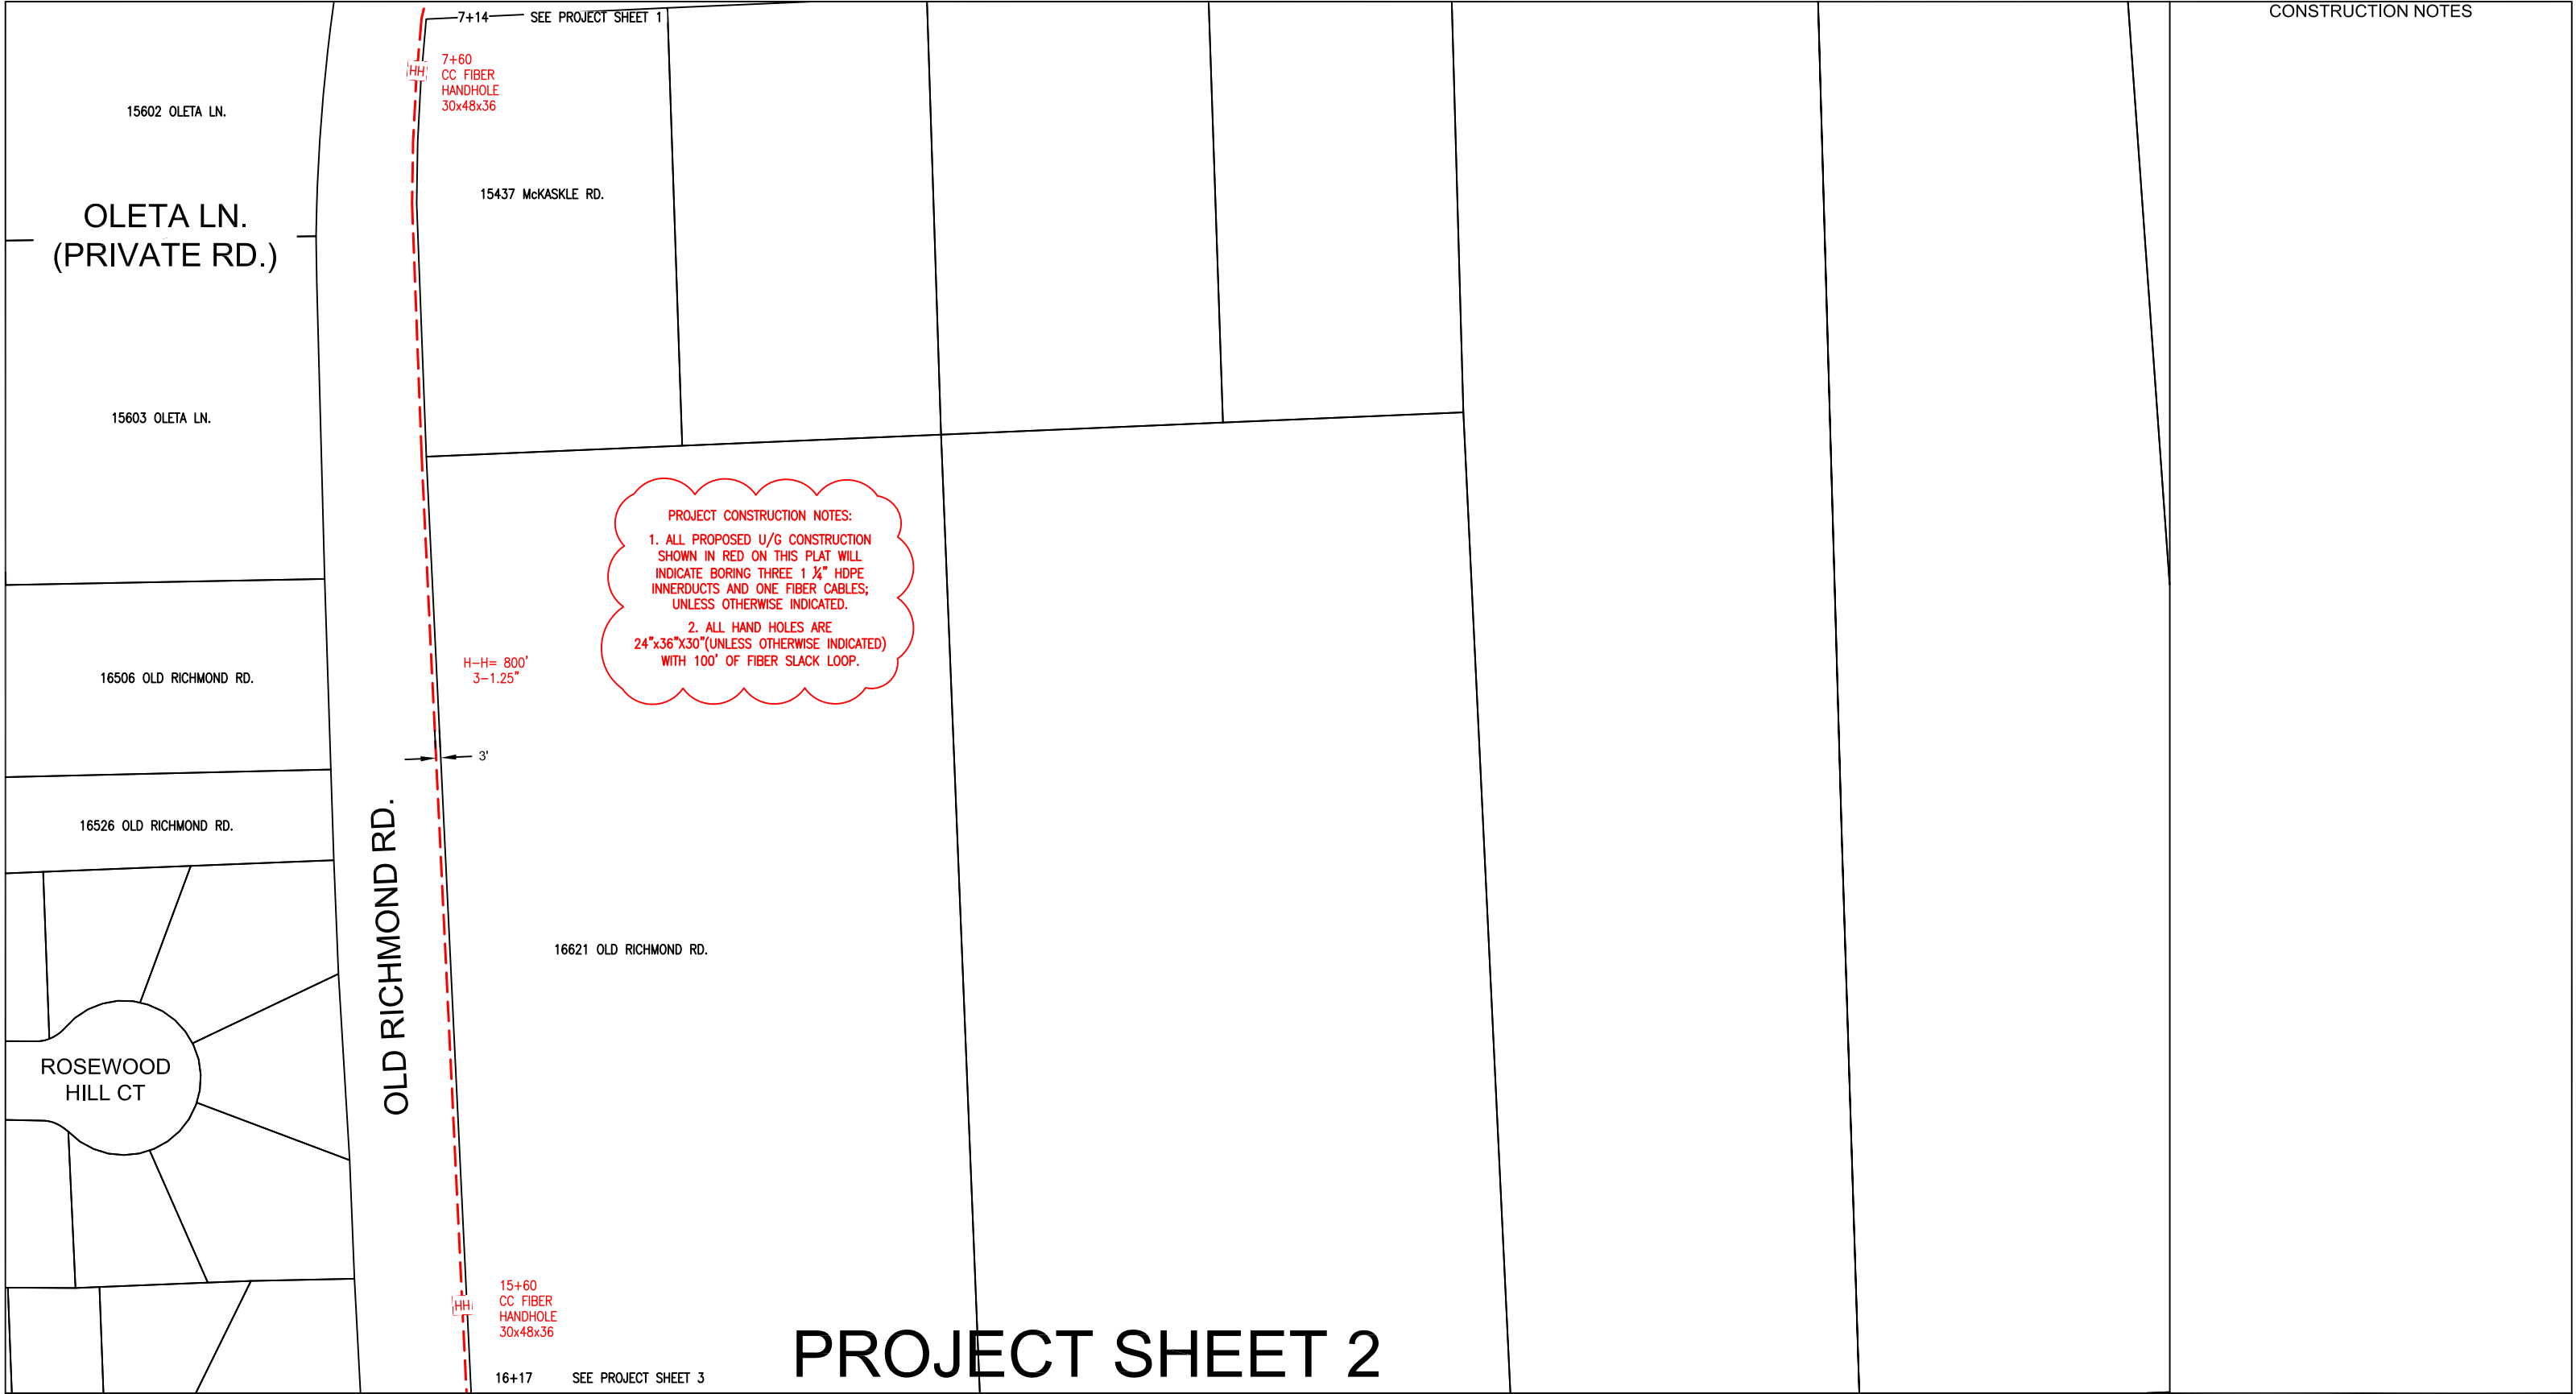 7+14 SEE PROJECT SHEET 1
CONSTRUCTION NOTES
7+60
CC FIBER
HANDHOLE
30x48x36
HH
15602 OLETA LN.
15437 McKASKLE RD.
OLETA LN.
(PRIVATE RD.)
15603 OLETA LN.
PROJECT CONSTRUCTION NOTES:
1. ALL PROPOSED U/G CONSTRUCTION
SHOWN IN RED ON THIS PLAT WILL
INDICATE BORING THREE 1 ¼" HDPE
INNERDUCTS AND ONE FIBER CABLES;
UNLESS OTHERWISE INDICATED.
2. ALL HAND HOLES ARE
24"x36"X30"(UNLESS OTHERWISE INDICATED)
WITH 100' OF FIBER SLACK LOOP.
H-H= 800'
3-1.25"
16506 OLD RICHMOND RD.
3'
16526 OLD RICHMOND RD.
OLD RICHMOND RD.
16621 OLD RICHMOND RD.
ROSEWOOD
HILL CT
15+60
CC FIBER
HANDHOLE
30x48x36
HH
PROJECT SHEET 2
16+17 SEE PROJECT SHEET 3